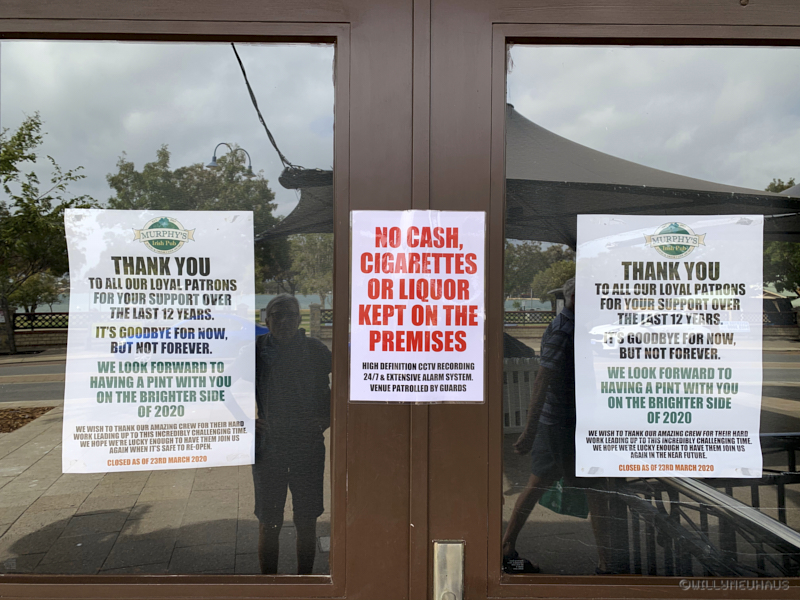 MURPHY'S
Irish Pub
THANK YOU
TO ALL OUR LOYAL PATRONS
FOR YOUR SUPPORT OVER
THE LAST 12 YEARS.
IT'S GOODBYE FOR NOW,
BUT NOT FOREVER.
WE LOOK FORWARD TO
HAVING A PINT WITH YOU
ON THE BRIGHTER SIDE
OF 2020
WE WISH TO THANK OUR AMAZING CREW FOR THEIR HARD
WORK LEADING UP TO THIS INCREDIBLY CHALLENGING TIME.
WE HOPE WE'RE LUCKY ENOUGH TO HAVE THEM JOIN US
AGAIN WHEN IT'S SAFE TO RE-OPEN.
CLOSED AS OF 23RD MARCH 2020
NO CASH,
CIGARETTES
OR LIQUOR
KEPT ON THE
PREMISES
HIGH DEFINITION CCTV RECORDING
24/7 & EXTENSIVE ALARM SYSTEM.
VENUE PATROLLED BY GUARDS
MURPHY'S
Irish Pub
THANK YOU
TO ALL OUR LOYAL PATRONS
FOR YOUR SUPPORT OVER
THE LAST 12 YEARS.
IT'S GOODBYE FOR NOW,
BUT NOT FOREVER.
WE LOOK FORWARD TO
HAVING A PINT WITH YOU
ON THE BRIGHTER SIDE
OF 2020
WE WISH TO THANK OUR AMAZING CREW FOR THEIR HARD
WORK LEADING UP TO THIS INCREDIBLY CHALLENGING TIME.
WE HOPE WE'RE LUCKY ENOUGH TO HAVE THEM JOIN US
AGAIN IN THE NEAR FUTURE.
CLOSED AS OF 23RD MARCH 2020
©WILLYNEUHAUS